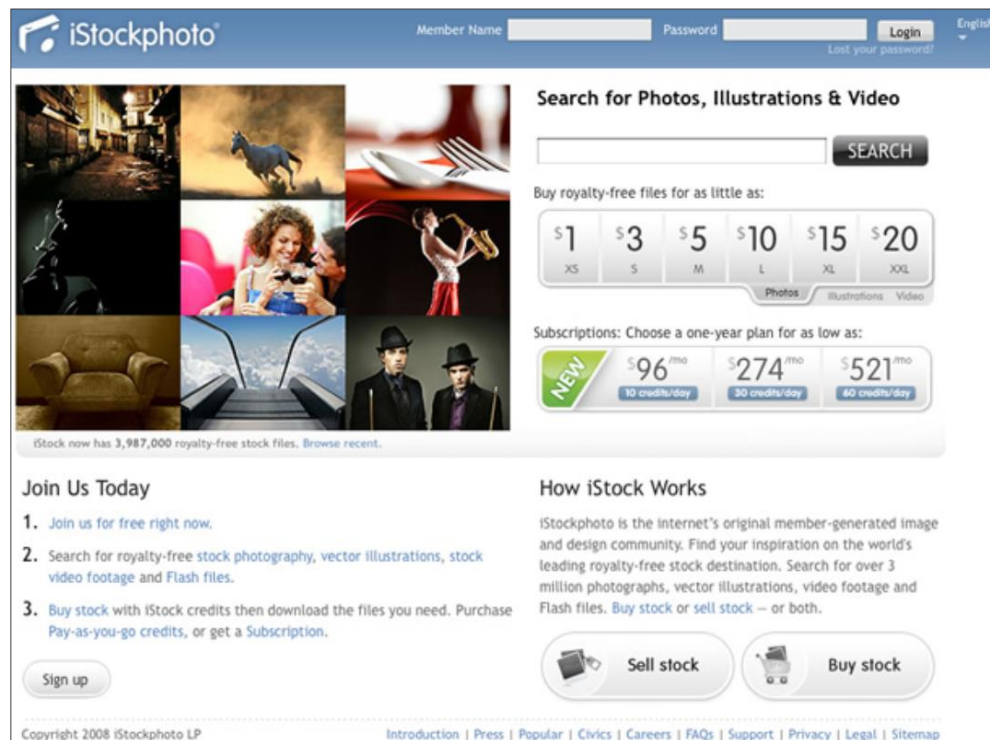 iStockphoto®
Member Name
Password
Login
English
Lost your password?
Search for Photos, Illustrations & Video
SEARCH
Buy royalty-free files for as little as:
$1 $3 $5 $10 $15 $20
XS S M L XL XXL
Photos Illustrations Video
Subscriptions: Choose a one-year plan for as low as:
NEW
$96/mo $274/mo $521/mo
10 credits/day 30 credits/day 60 credits/day
iStock now has 3,987,000 royalty-free stock files. Browse recent.
Join Us Today
1. Join us for free right now.
2. Search for royalty-free stock photography, vector illustrations, stock
video footage and Flash files.
3. Buy stock with iStock credits then download the files you need. Purchase
Pay-as-you-go credits, or get a Subscription.
Sign up
How iStock Works
iStockphoto is the internet's original member-generated image
and design community. Find your inspiration on the world's
leading royalty-free stock destination. Search for over 3
million photographs, vector illustrations, video footage and
Flash files. Buy stock or sell stock — or both.
Sell stock
Buy stock
Copyright 2008 iStockphoto LP
Introduction | Press | Popular | Civics | Careers | FAQs | Support | Privacy | Legal | Sitemap